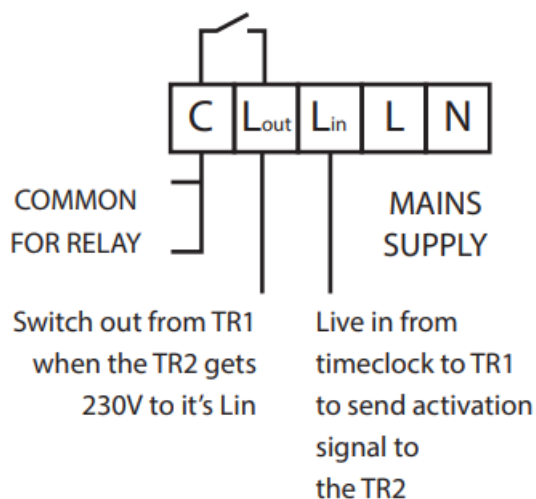 C Lout Lin L N
COMMON
FOR RELAY
MAINS
SUPPLY
Switch out from TR1
when the TR2 gets
230V to it's Lin
Live in from
timeclock to TR1
to send activation
signal to
the TR2